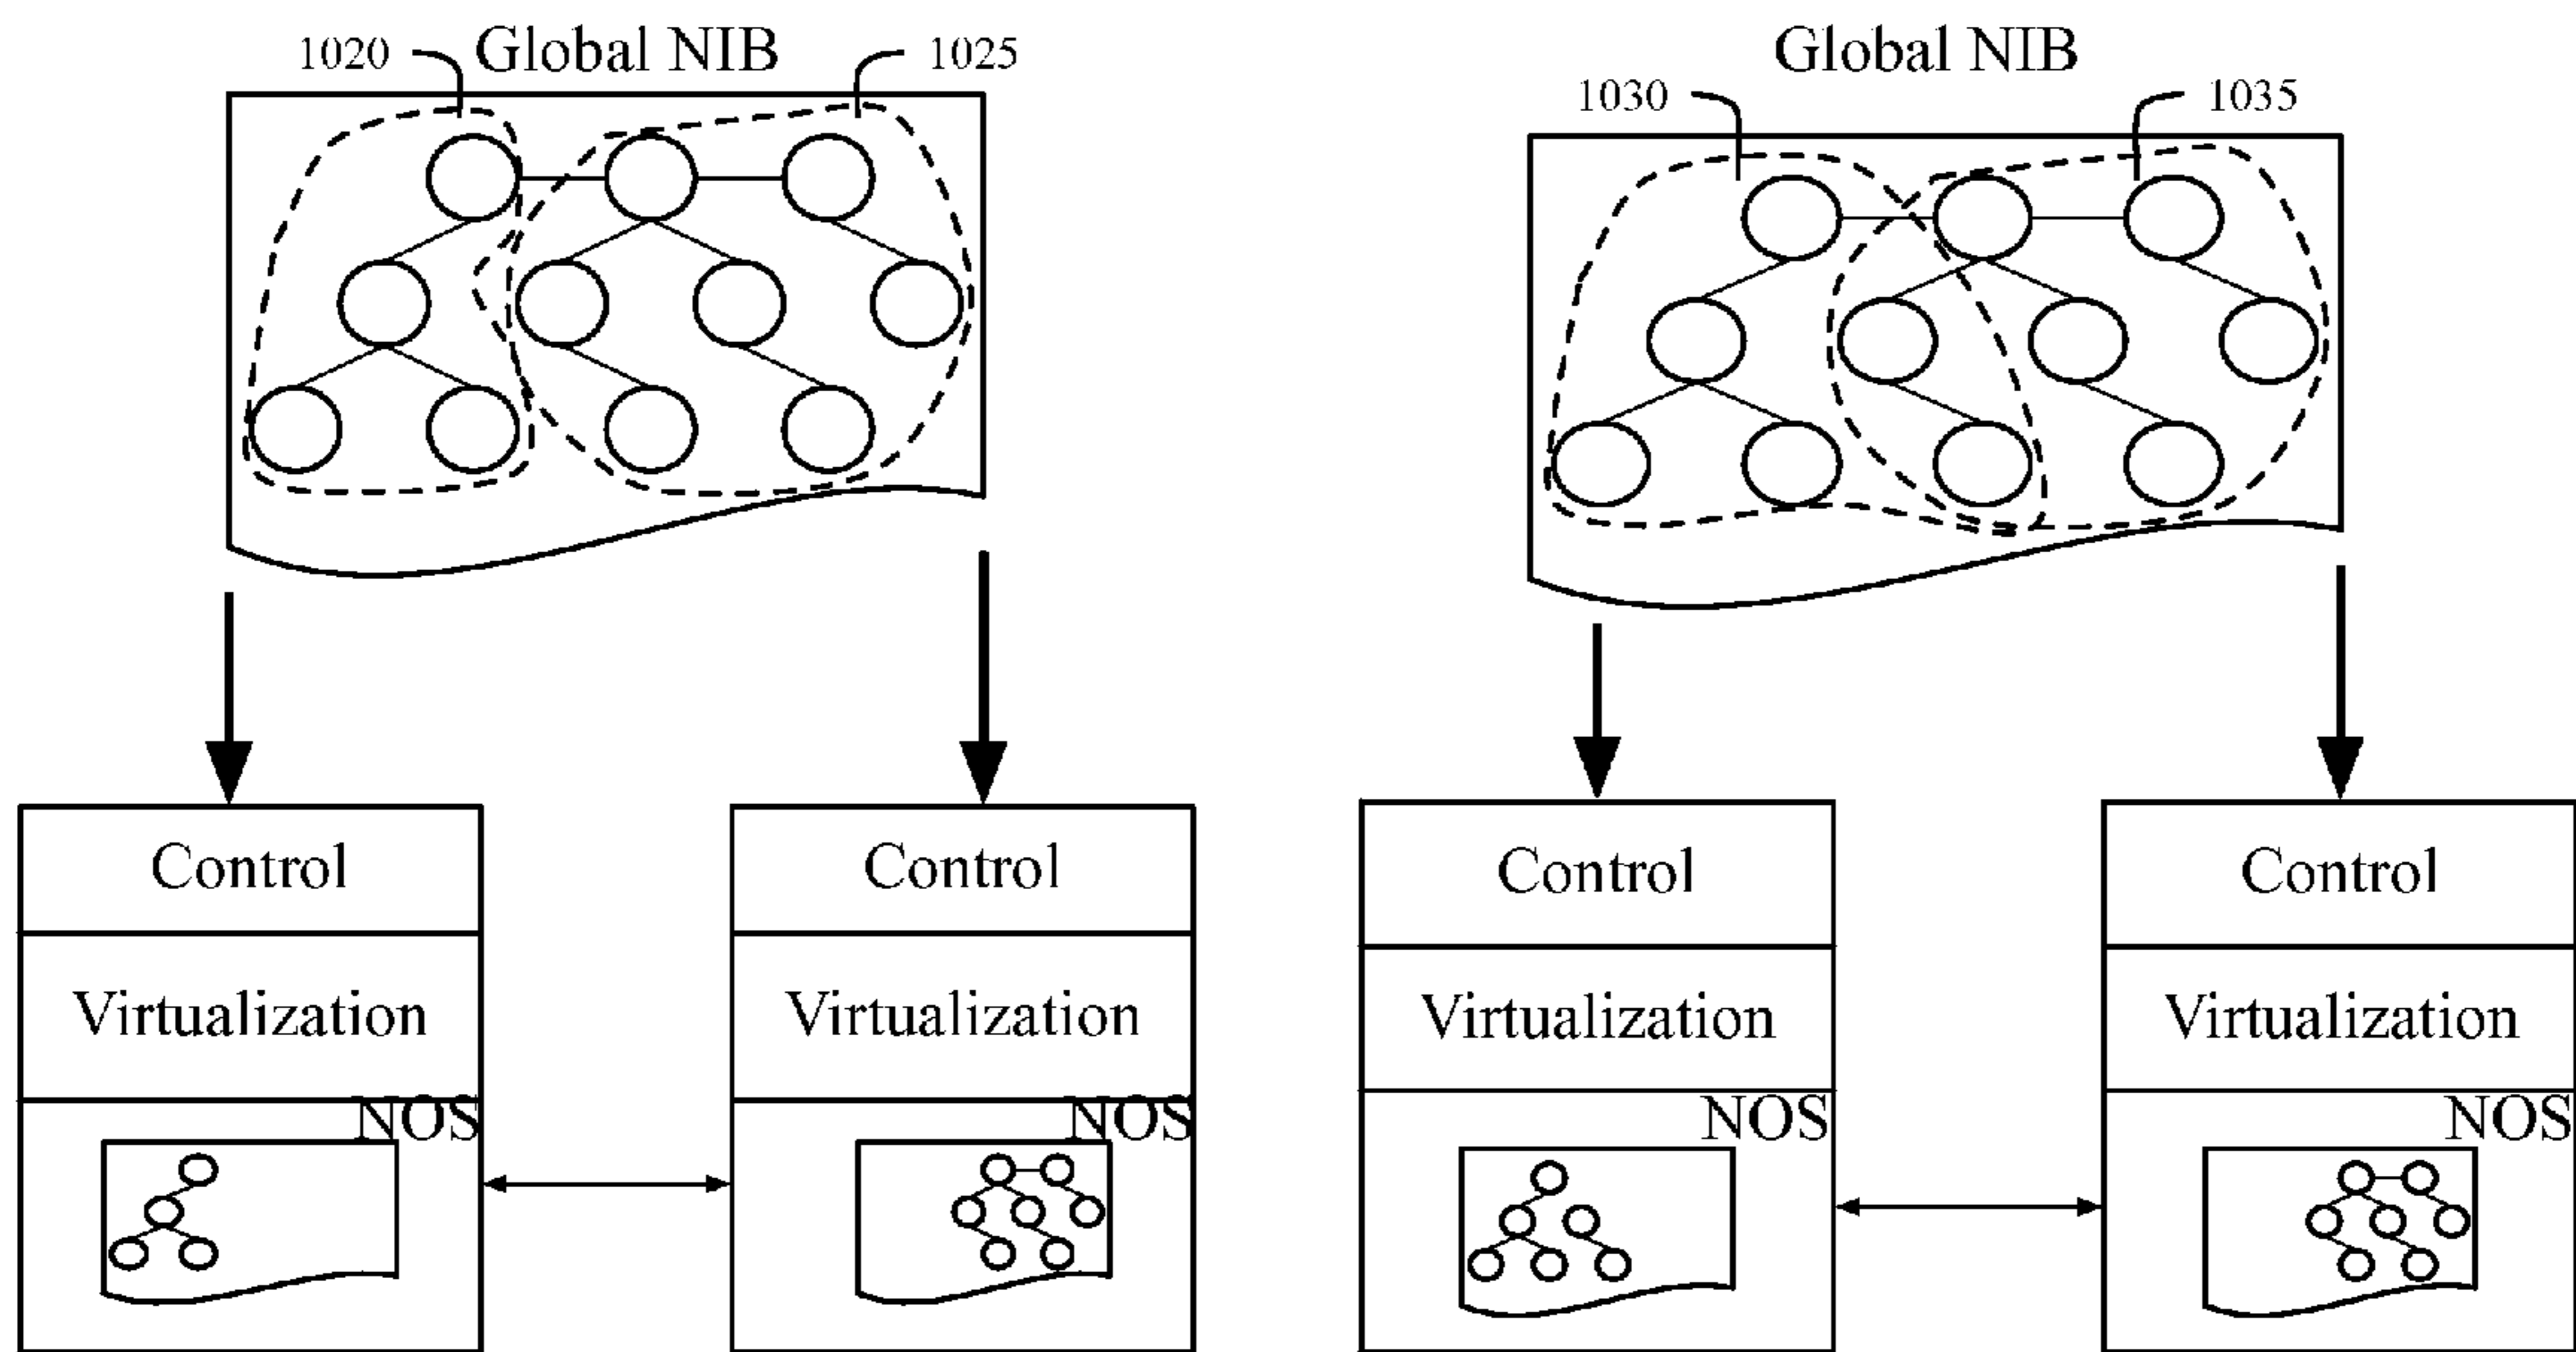 1020
Global NIB
1025
Global NIB
1030
1035
Control
Control
Control
Control
Virtualization
Virtualization
Virtualization
Virtualization
NOS
NOS
NOS
NOS